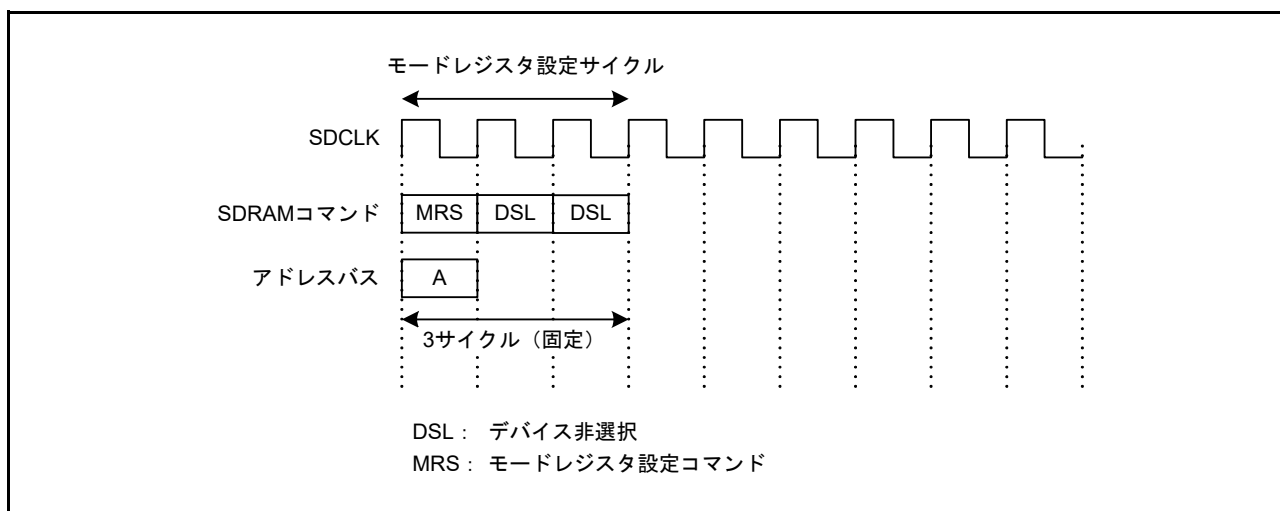 モードレジスタ設定サイクル
SDCLK
SDRAMコマンド MRS DSL DSL
アドレスバス A
3サイクル（固定）
DSL： デバイス非選択
MRS： モードレジスタ設定コマンド